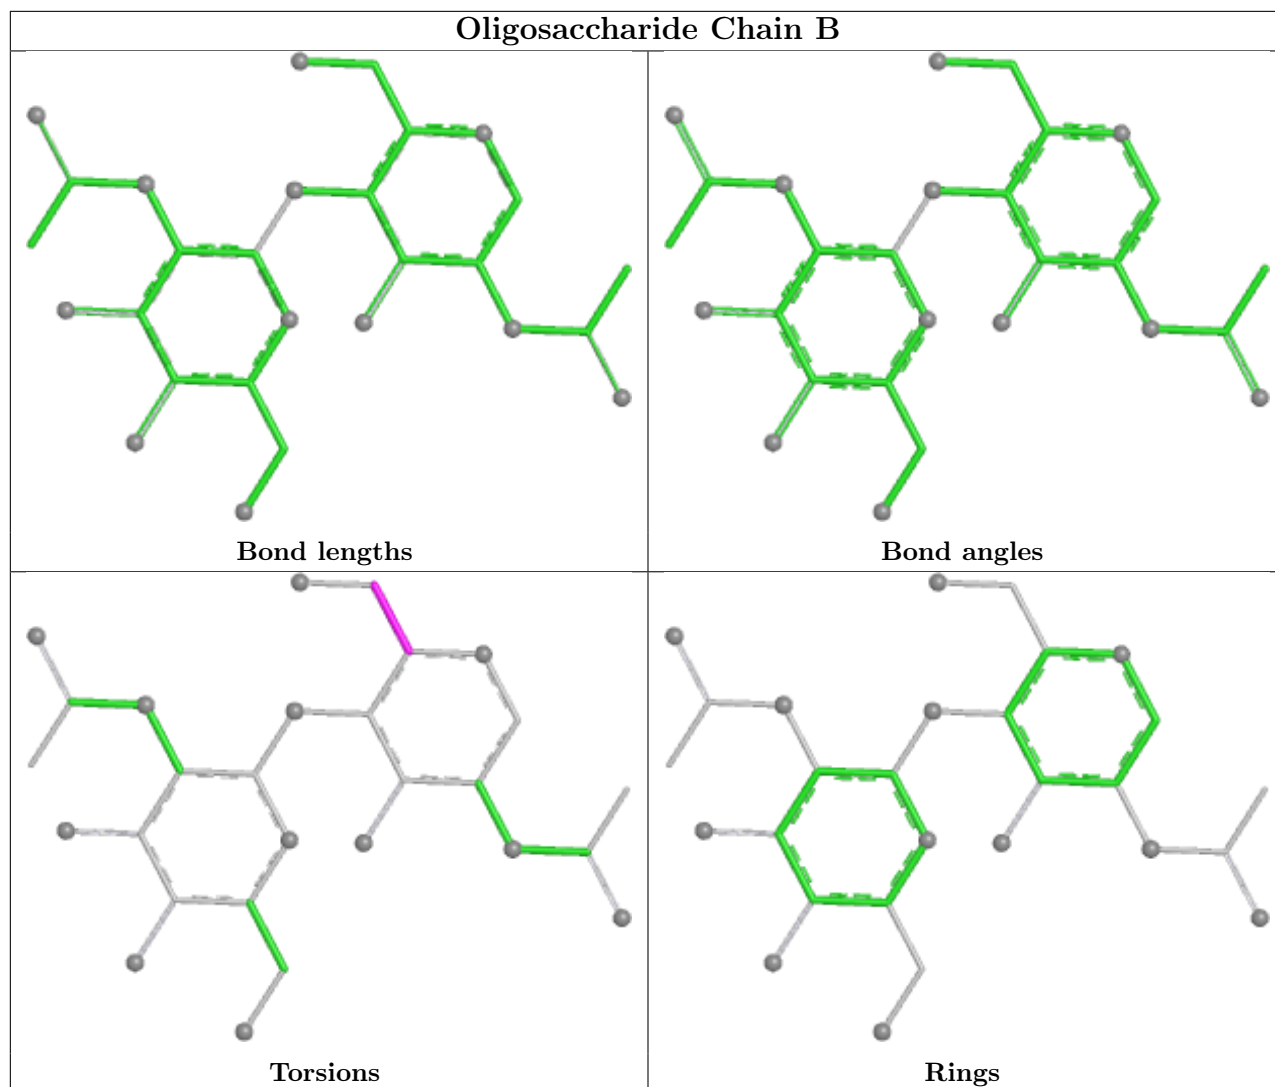 Oligosaccharide Chain B
Bond lengths
Bond angles
Torsions
Rings